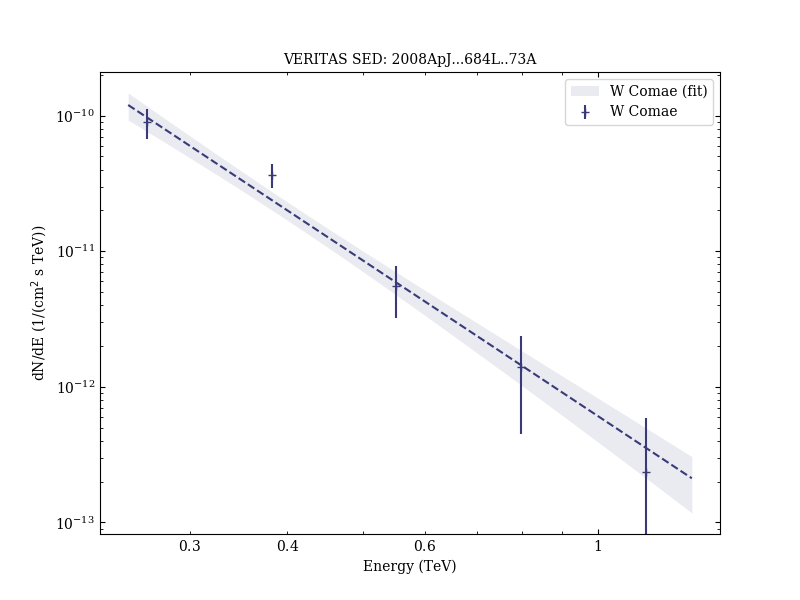 VERITAS SED: 2008ApJ...684L..73A
W Comae (fit)
W Comae
dN/dE (1/(cm² s TeV))
10⁻¹⁰
10⁻¹¹
10⁻¹²
10⁻¹³
0.3 0.4 0.6 1
Energy (TeV)